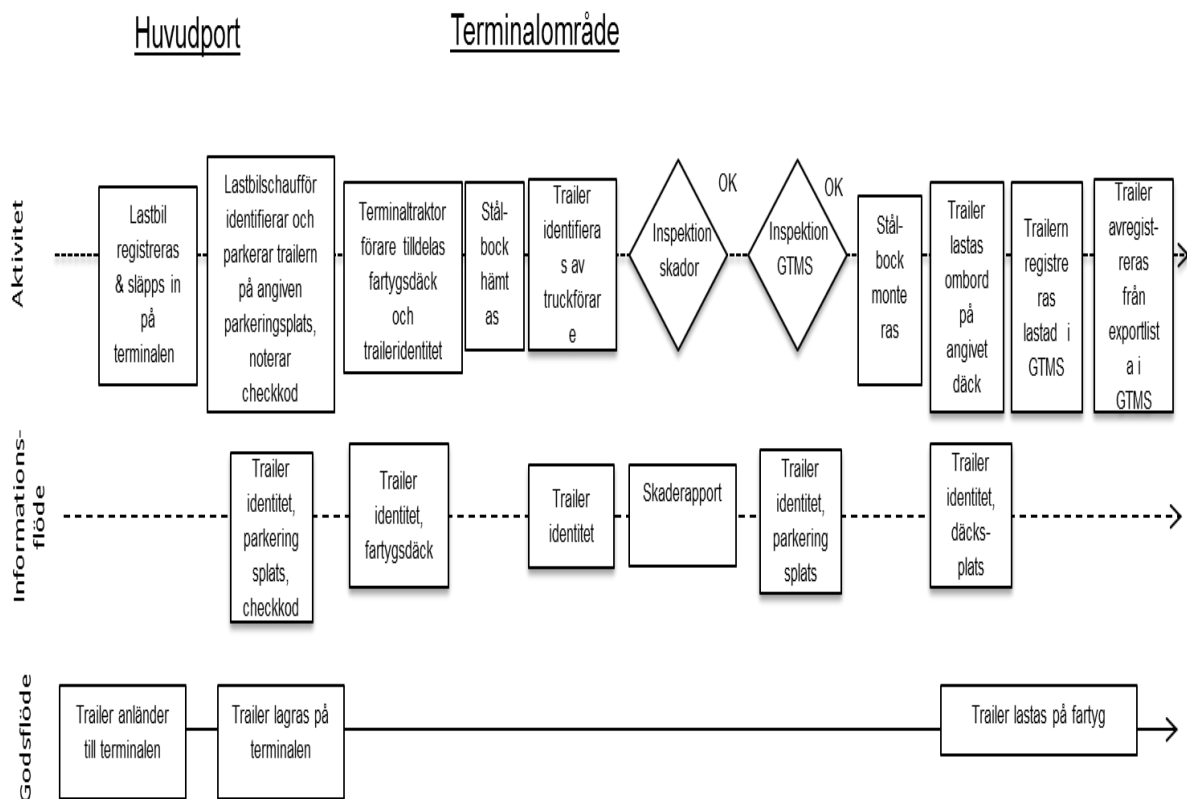 Huvudport
Terminalområde
Aktivitet
Lastbil
registreras
& släpps in
på
terminalen
Lastbilschaufför
identifierar och
parkerar trailern
på angiven
parkeringsplats,
noterar
checkkod
Terminaltraktor
förare tilldelas
fartygsdäck
och
traileridentitet
Stål-
bock
hämt
as
Trailer
identifiera
s av
truckförar
e
Inspektion
skador
OK
Inspektion
GTMS
OK
Stål-
bock
monte
ras
Trailer
lastas
ombord
på
angivet
däck
Trailern
registre
ras
lastad i
GTMS
Trailer
avregist-
reras
från
exportlist
a i
GTMS
Informations-
flöde
Trailer
identitet,
parkering
splats,
checkkod
Trailer
identitet,
fartygsdäck
Trailer
identitet
Skaderapport
Trailer
identitet,
parkering
splats
Trailer
identitet,
däcks-
plats
Godsflöde
Trailer anländer
till terminalen
Trailer lagras på
terminalen
Trailer lastas på fartyg